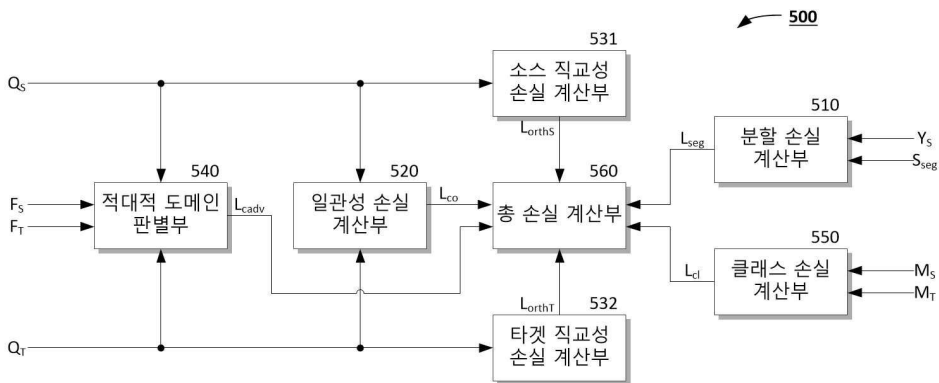 500
531
Q_S
소스 직교성
손실 계산부
510
L_orthS
분할 손실
계산부
L_seg
Y_S
S_seg
540
520
560
F_S
F_T
적대적 도메인
판별부
L_cadv
일관성 손실
계산부
L_co
총 손실 계산부
550
L_cl
클래스 손실
계산부
M_S
M_T
L_orthT
532
Q_T
타겟 직교성
손실 계산부